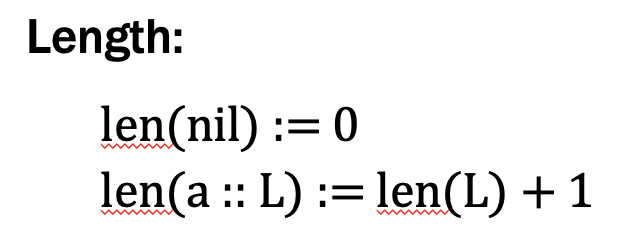 Length:
len(nil) := 0
len(a :: L) := len(L) + 1